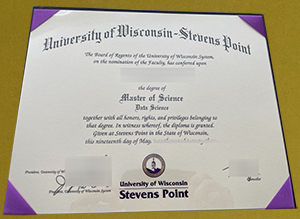 University of Wisconsin-Stevens Point
The Board of Regents of the University of Wisconsin System,
on the nomination of the Faculty, has conferred upon
the degree of
Master of Science
Data Science
together with all honors, rights, and privileges belonging to
that degree. In witness whereof, the diploma is granted.
Given at Stevens Point in the State of Wisconsin,
this nineteenth day of May,
President, University of W
University of Wisconsin
Stevens Point